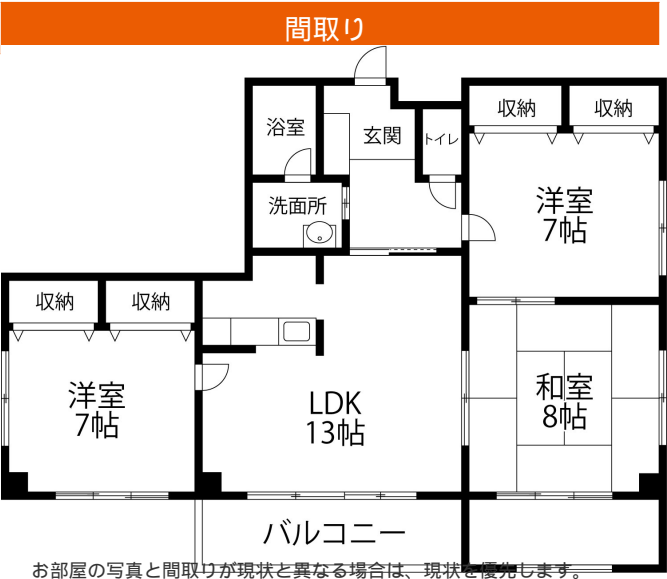 間取り
浴室
玄関
トイレ
収納
収納
洗面所
洋室
7帖
収納
収納
洋室
7帖
LDK
13帖
和室
8帖
バルコニー
お部屋の写真と間取りが現状と異なる場合は、現状を優先します。